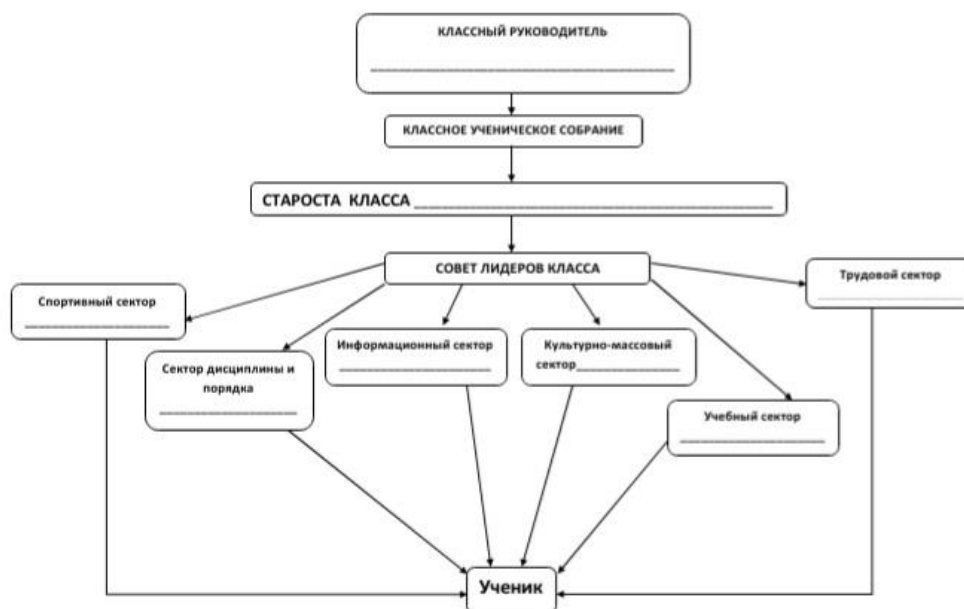 КЛАССНЫЙ РУКОВОДИТЕЛЬ
КЛАССНОЕ УЧЕНИЧЕСКОЕ СОБРАНИЕ
СТАРОСТА КЛАССА
СОВЕТ ЛИДЕРОВ КЛАССА
Трудовой сектор
Спортивный сектор
Информационный сектор
Культурно-массовый
сектор
Сектор дисциплины и
порядка
Учебный сектор
Ученик